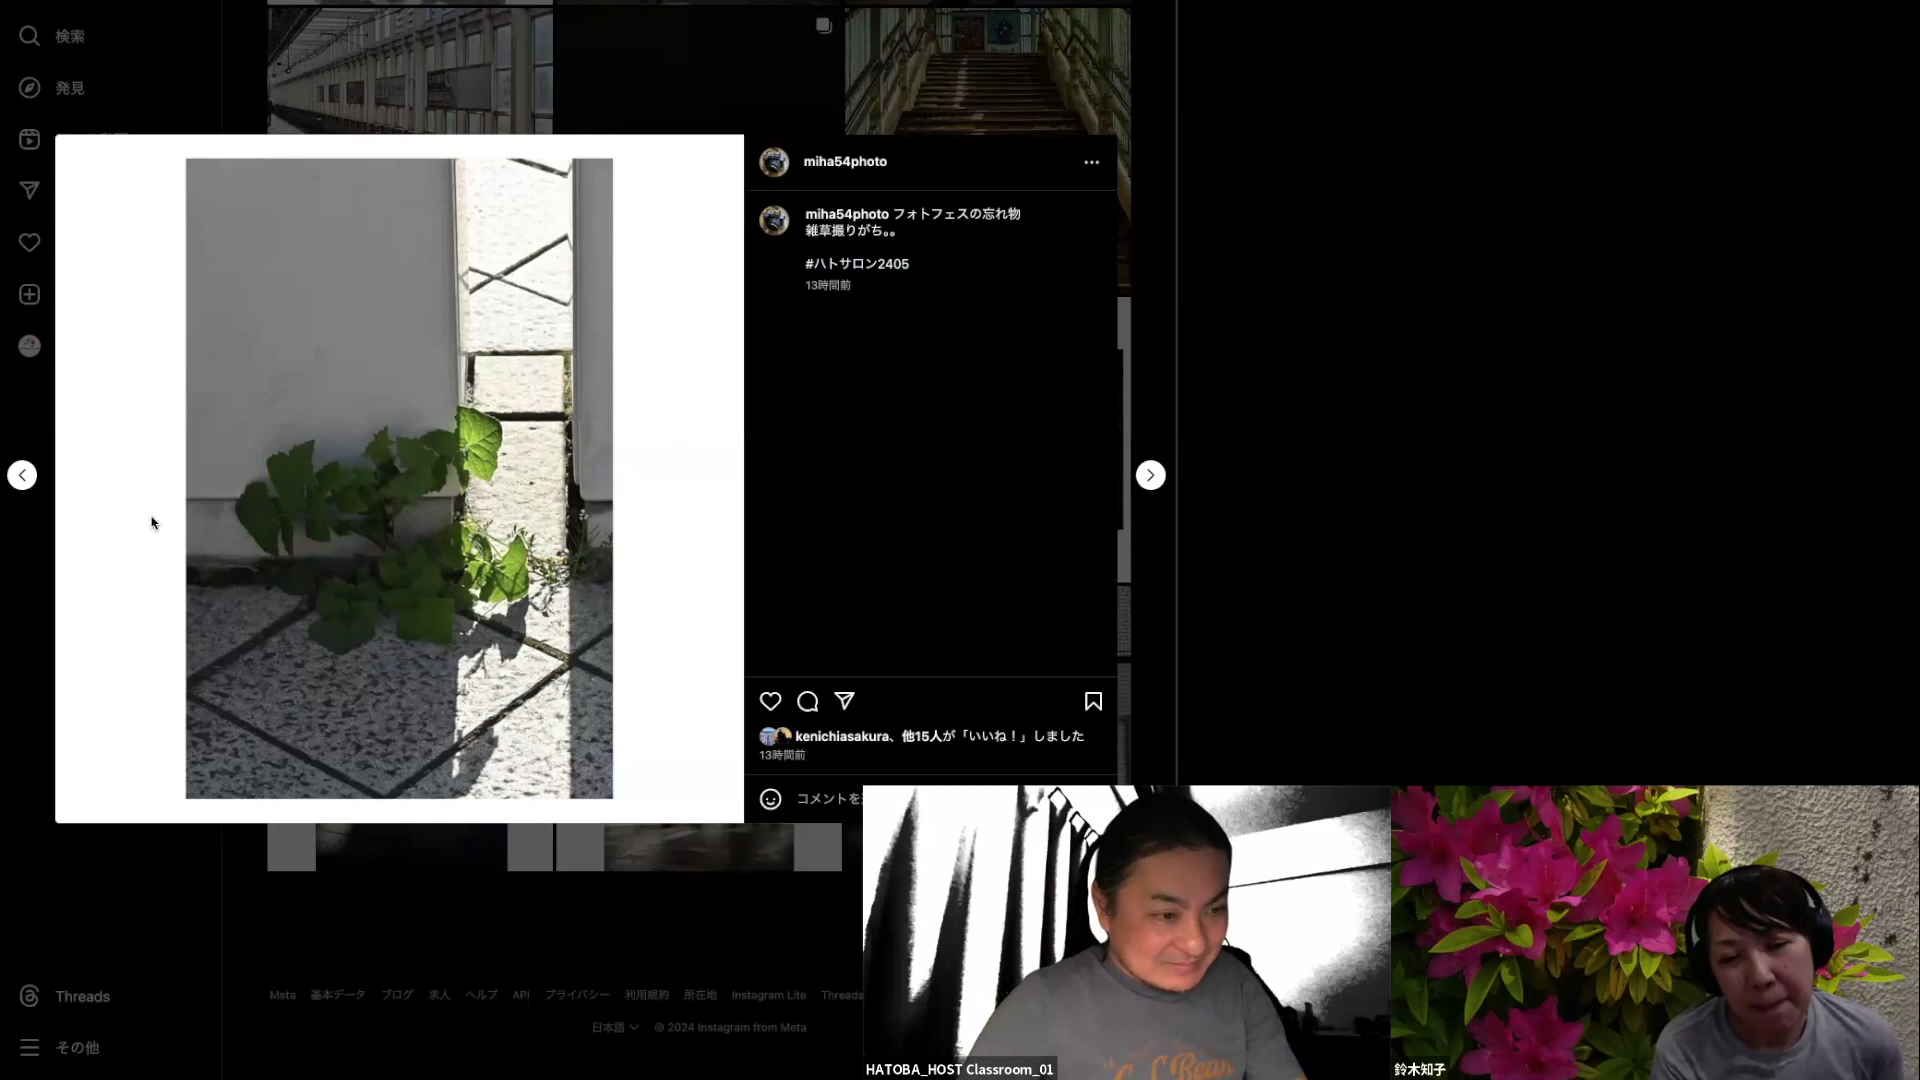 検索
発見
miha54photo
miha54photo フォトフェスの忘れ物
雑草撮りがち。。
#ハトサロン2405
13時間前
kenichiasakura、他15人が「いいね！」しました
13時間前
コメントを
Threads
その他
Meta 基本データ ブログ 求人 ヘルプ API プライバシー 利用規約 所在地 Instagram Lite Threads
日本語 © 2024 Instagram from Meta
HATOBA_HOST Classroom_01
鈴木知子